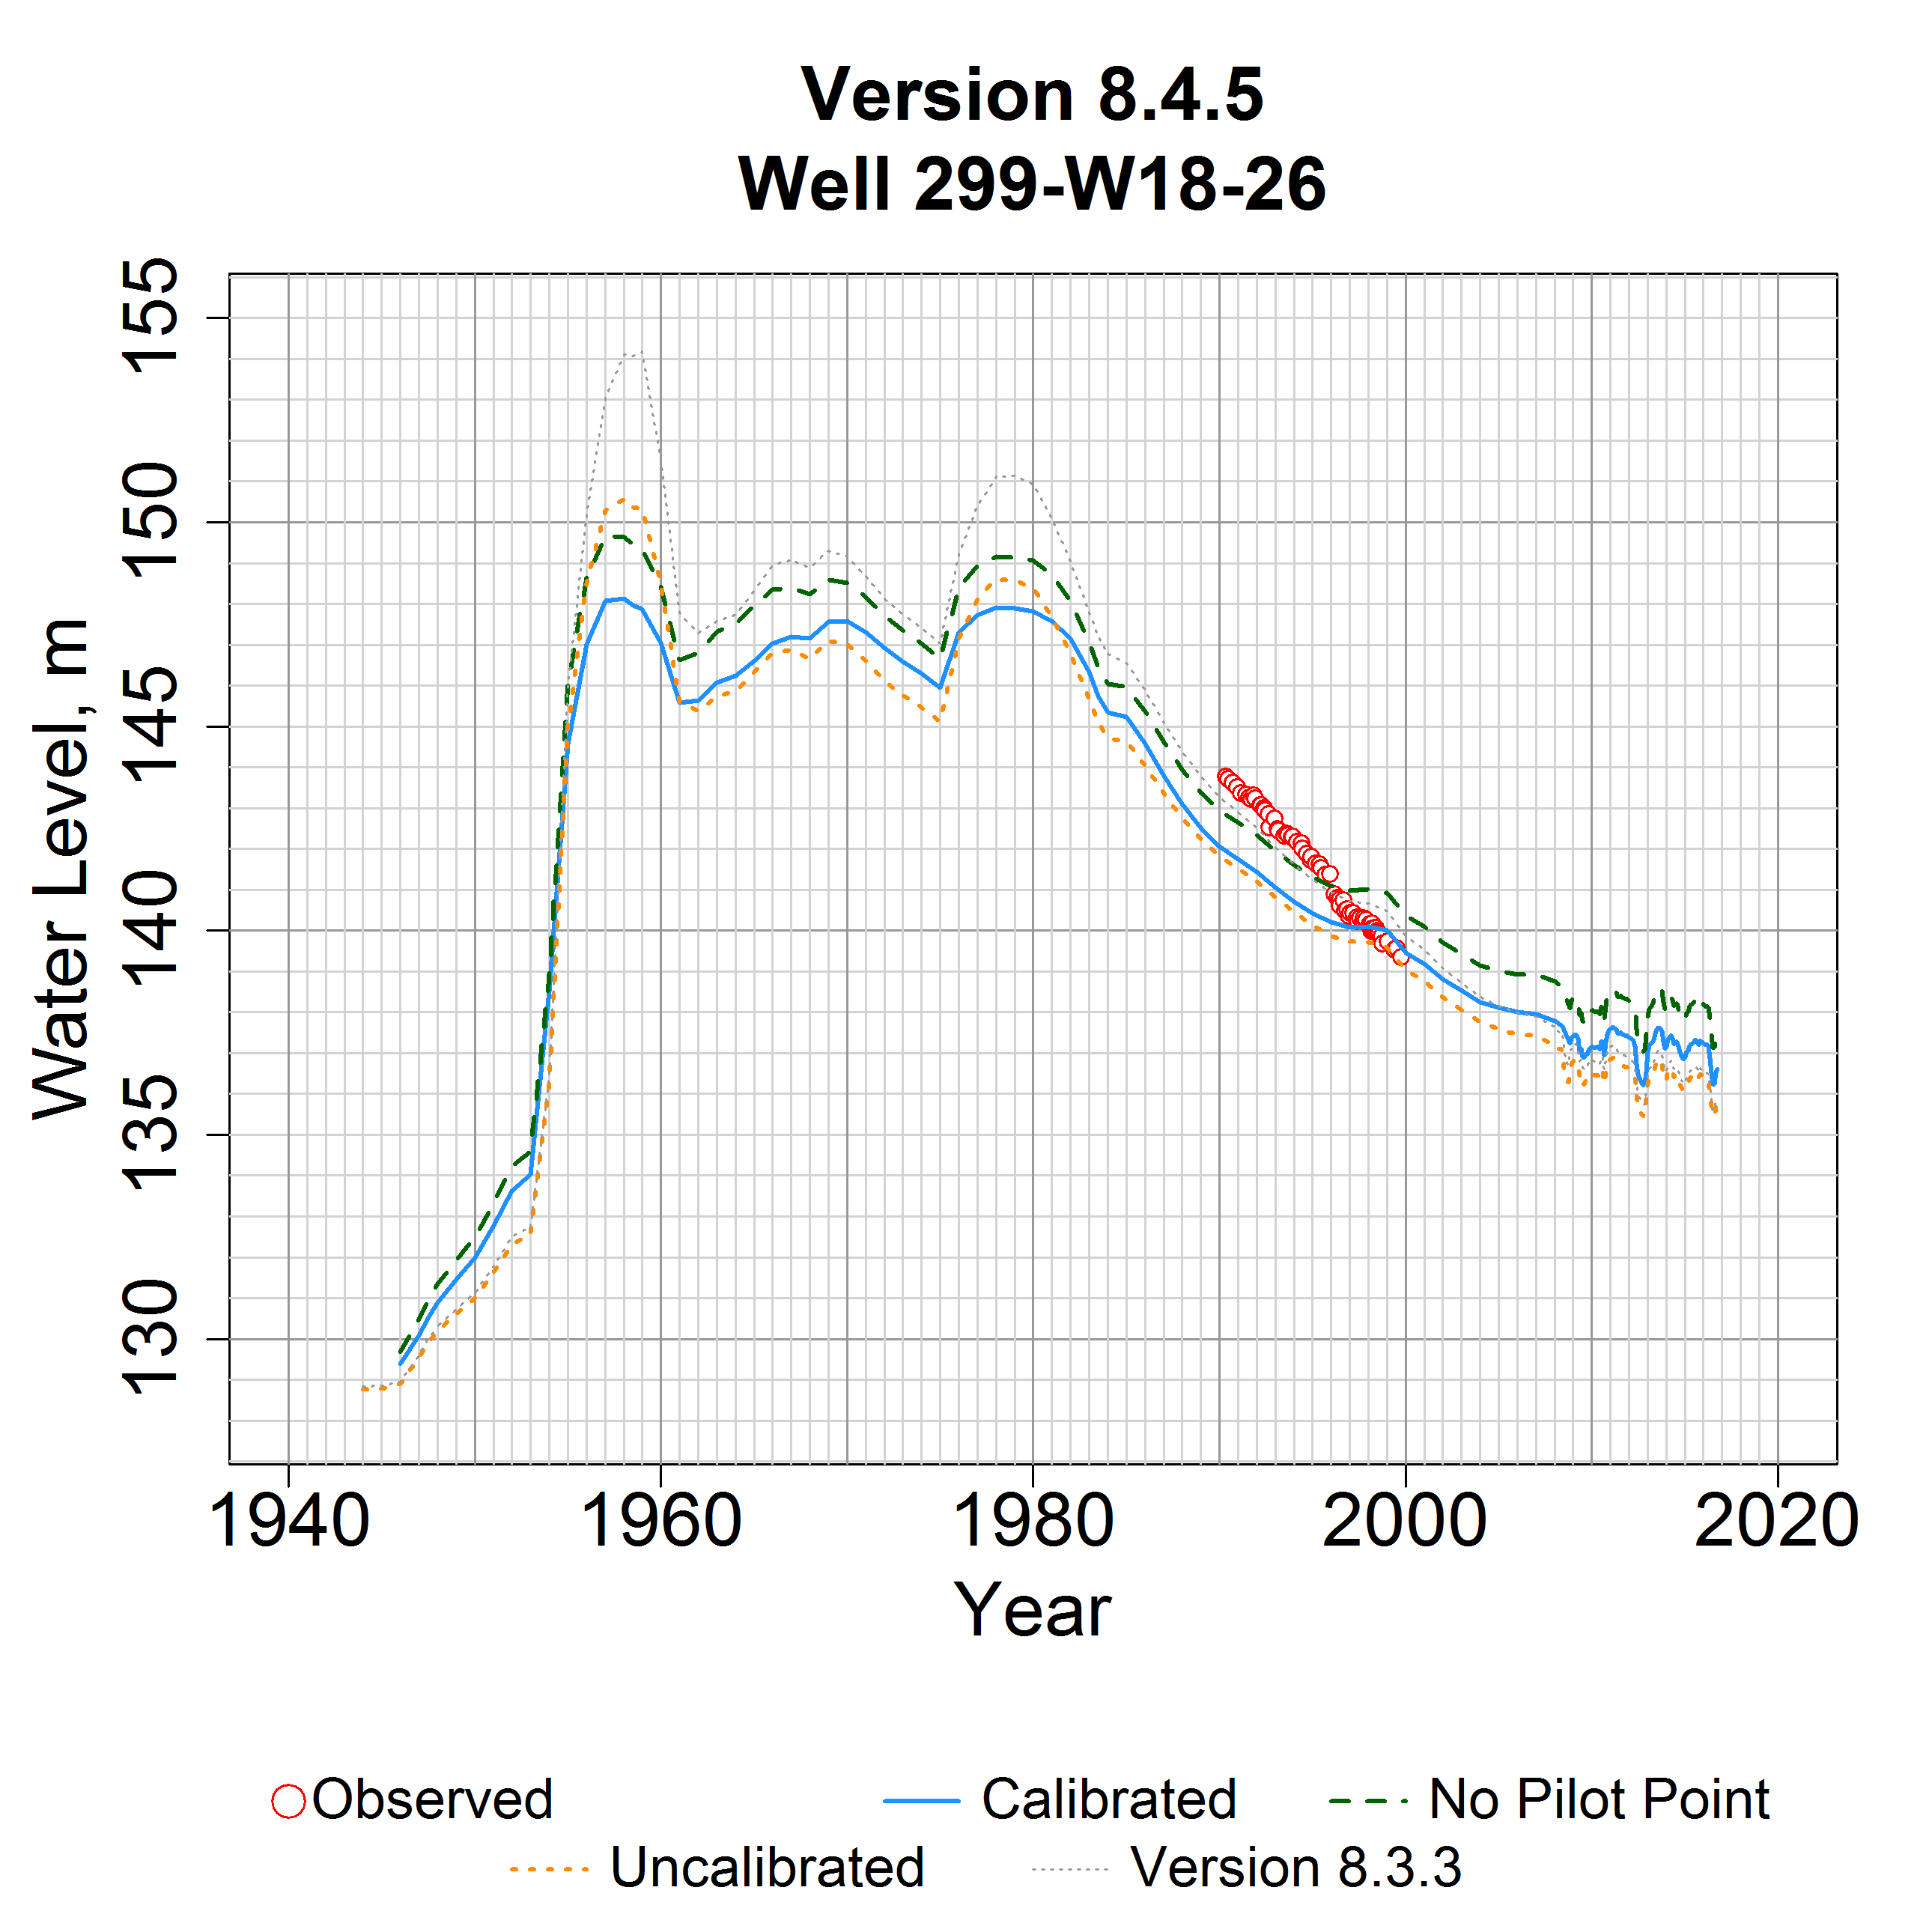 Version 8.4.5
Well 299-W18-26
Water Level, m
155
150
145
140
135
130
1940 1960 1980 2000 2020
Year
Observed Calibrated No Pilot Point
Uncalibrated Version 8.3.3